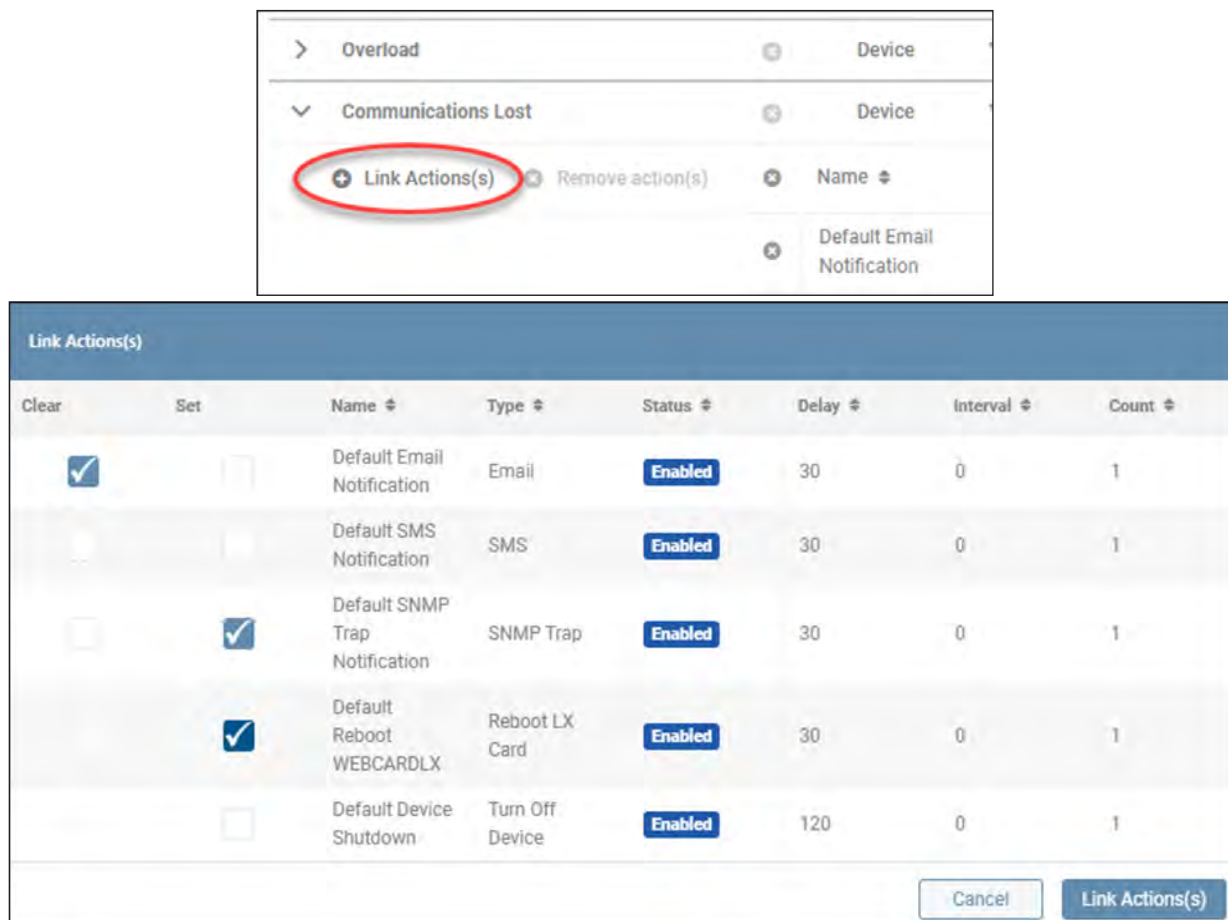 Overload Device
Communications Lost Device
Link Actions(s) Remove action(s) Name
Default Email
Notification
Link Actions(s)
Clear Set Name Type Status Delay Interval Count
Default Email
Notification Email Enabled 30 0 1
Default SMS
Notification SMS Enabled 30 0 1
Default SNMP
Trap SNMP Trap Enabled 30 0 1
Notification
Default
Reboot Reboot LX Card Enabled 30 0 1
WEBCARDLX
Default Device
Shutdown Turn Off Device Enabled 120 0 1
Cancel Link Actions(s)